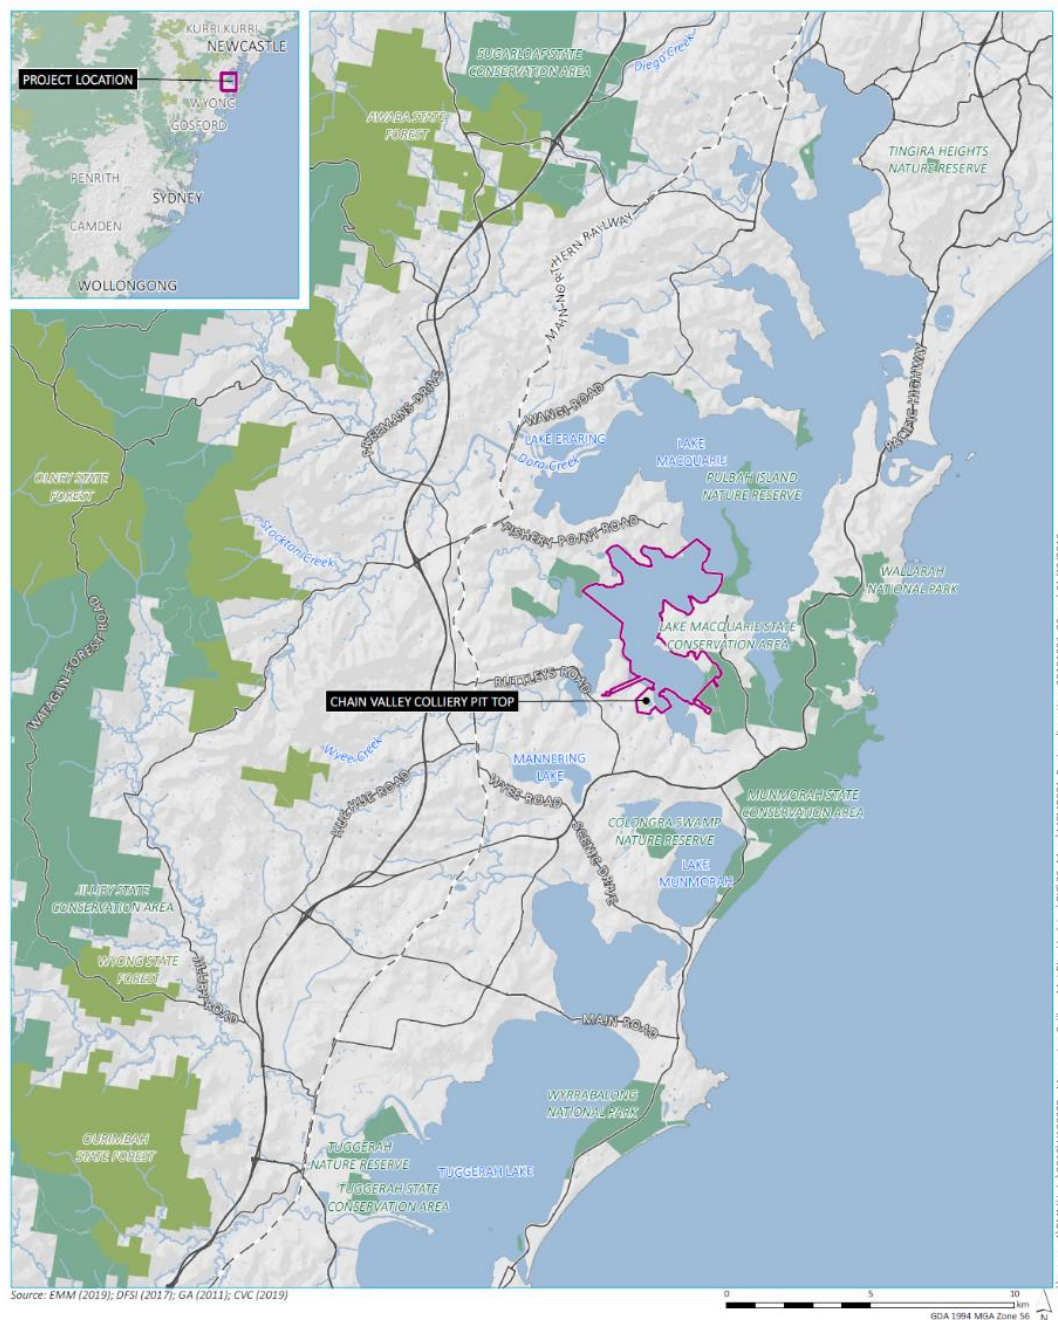 KURRI KURRI
NEWCASTLE
PROJECT LOCATION
WYONG
GOSFORD
PENRITH
SYDNEY
CAMDEN
WOLLONGONG
SUGARLOAF STATE
CONSERVATION AREA
Diega Creek
AWABA STATE
FOREST
TINGIRA HEIGHTS
NATURE RESERVE
MAIN NORTHERN RAILWAY
PACIFIC HIGHWAY
FREEMANS DRIVE
WANGI ROAD
LAKE ERARING
Dora Creek
LAKE
MACQUARIE
PULBAH ISLAND
NATURE RESERVE
OLNEY STATE
FOREST
Stockton Creek
FISHERY POINT ROAD
WALLARAH
NATIONAL PARK
WATAGAN FOREST ROAD
LAKE MACQUARIE STATE
CONSERVATION AREA
RUTTLEYS ROAD
CHAIN VALLEY COLLIERY PIT TOP
Wyee Creek
MANNERING
LAKE
HUE HUE ROAD
WYEE ROAD
MUNMORAH STATE
CONSERVATION AREA
COLONGRA SWAMP
NATURE RESERVE
SCENIC DRIVE
LAKE
MUNMORAH
JILLIBY STATE
CONSERVATION AREA
WYONG STATE
FOREST
JILLIBY ROAD
MAIN ROAD
WYRRABALONG
NATIONAL PARK
OURIMBAH
STATE FOREST
TUGGERAH
NATURE RESERVE
TUGGERAH LAKE
TUGGERAH STATE
CONSERVATION AREA
Source: EMM (2019); DFSI (2017); GA (2011); CVC (2019)
0 5 10
km
GDA 1994 MGA Zone 56
N